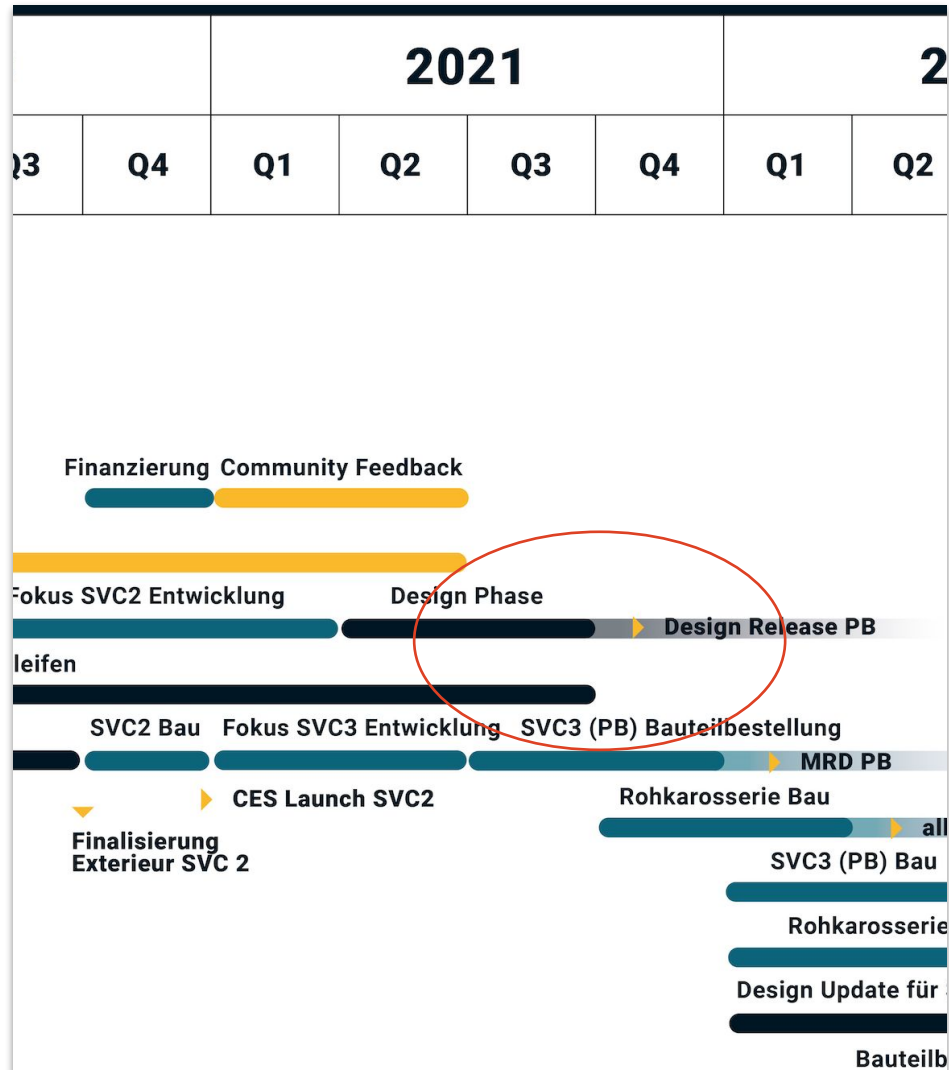 2021
Q4
Q1
Q2
Q3
Q4
Q1
Q2
Finanzierung
Community Feedback
Fokus SVC2 Entwicklung
Design Phase
Design Release PB
leifen
SVC2 Bau
Fokus SVC3 Entwicklung
SVC3 (PB) Bauteilbestellung
MRD PB
CES Launch SVC2
Rohkarosserie Bau
Finalisierung
Exterieur SVC 2
all
SVC3 (PB) Bau
Rohkarosserie
Design Update für
Bauteilb